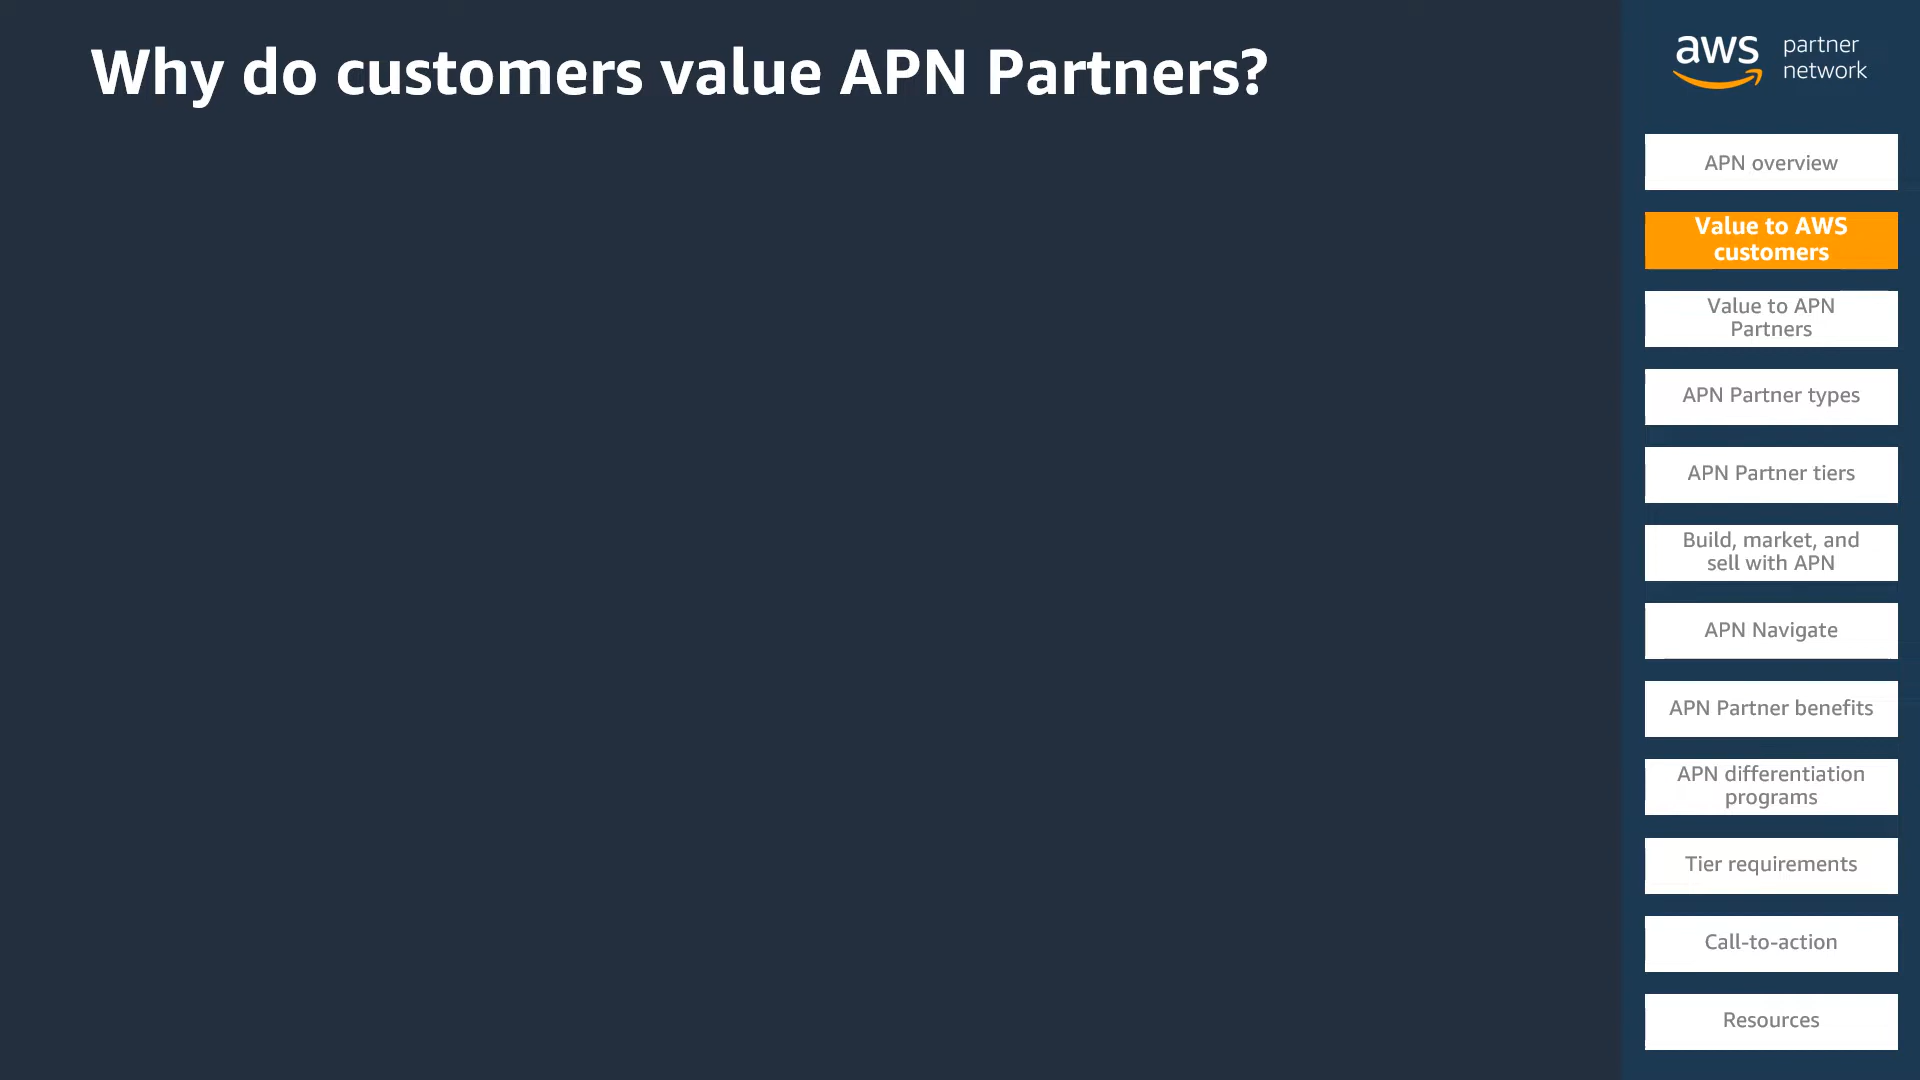 Why do customers value APN Partners?
aws
partner
network
APN overview
Value to AWS
customers
Value to APN
Partners
APN Partner types
APN Partner tiers
Build, market, and
sell with APN
APN Navigate
APN Partner benefits
APN differentiation
programs
Tier requirements
Call-to-action
Resources